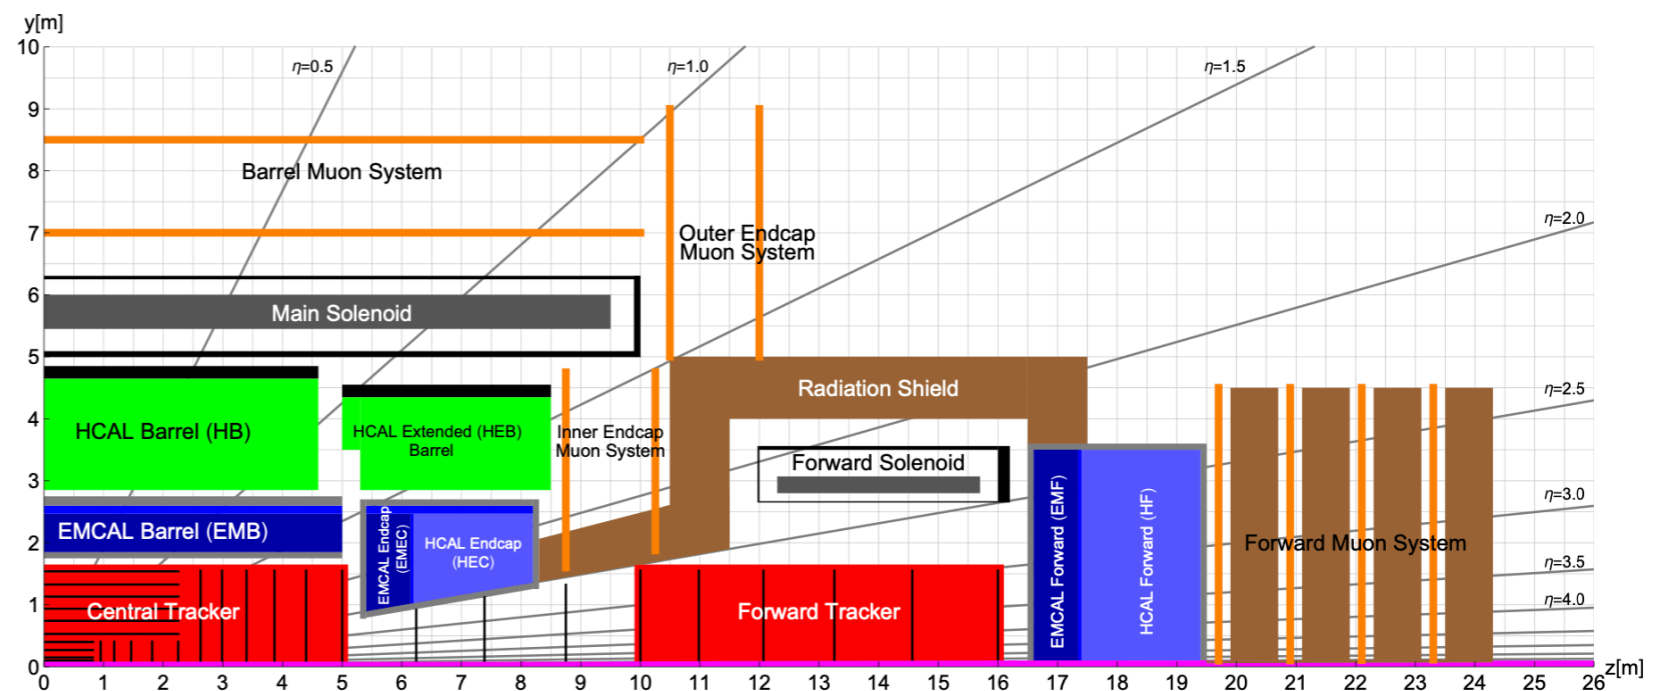 y[m]
10
η=0.5
η=1.0
η=1.5
9
8
Barrel Muon System
7
η=2.0
Outer Endcap
Muon System
6
Main Solenoid
5
Radiation Shield
η=2.5
4
HCAL Barrel (HB)
HCAL Extended (HEB)
Barrel
Inner Endcap
Muon System
Forward Solenoid
3
η=3.0
EMCAL Barrel (EMB)
EMCAL Endcap
(EMEC)
HCAL Endcap
(HEC)
EMCAL Forward (EMF)
HCAL Forward (HF)
Forward Muon System
2
η=3.5
1
η=4.0
Central Tracker
Forward Tracker
0
z[m]
0 1 2 3 4 5 6 7 8 9 10 11 12 13 14 15 16 17 18 19 20 21 22 23 24 25 26